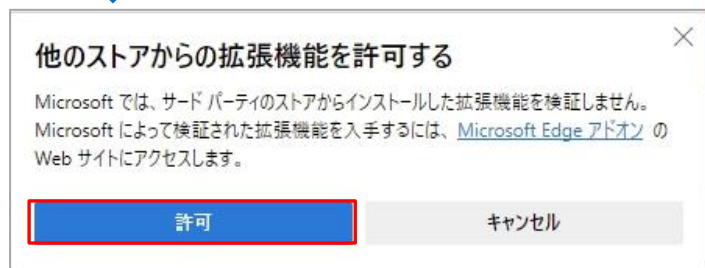 他のストアからの拡張機能を許可する
Microsoft では、サード パーティのストアからインストールした拡張機能を検証しません。
Microsoft によって検証された拡張機能を入手するには、 Microsoft Edge アドオン の
Web サイトにアクセスします。
許可
キャンセル